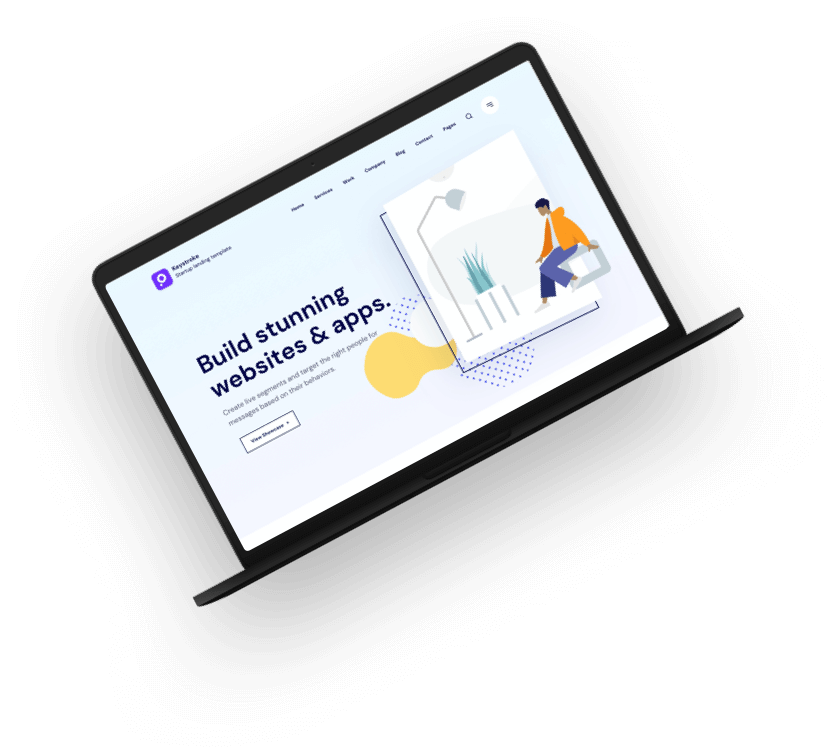 Keystroke
Startup landing template
Home
Services
Work
Company
Blog
Contact
Pages
Build stunning
websites & apps.
Create live segments and target the right people for
messages based on their behaviors.
View Showcase